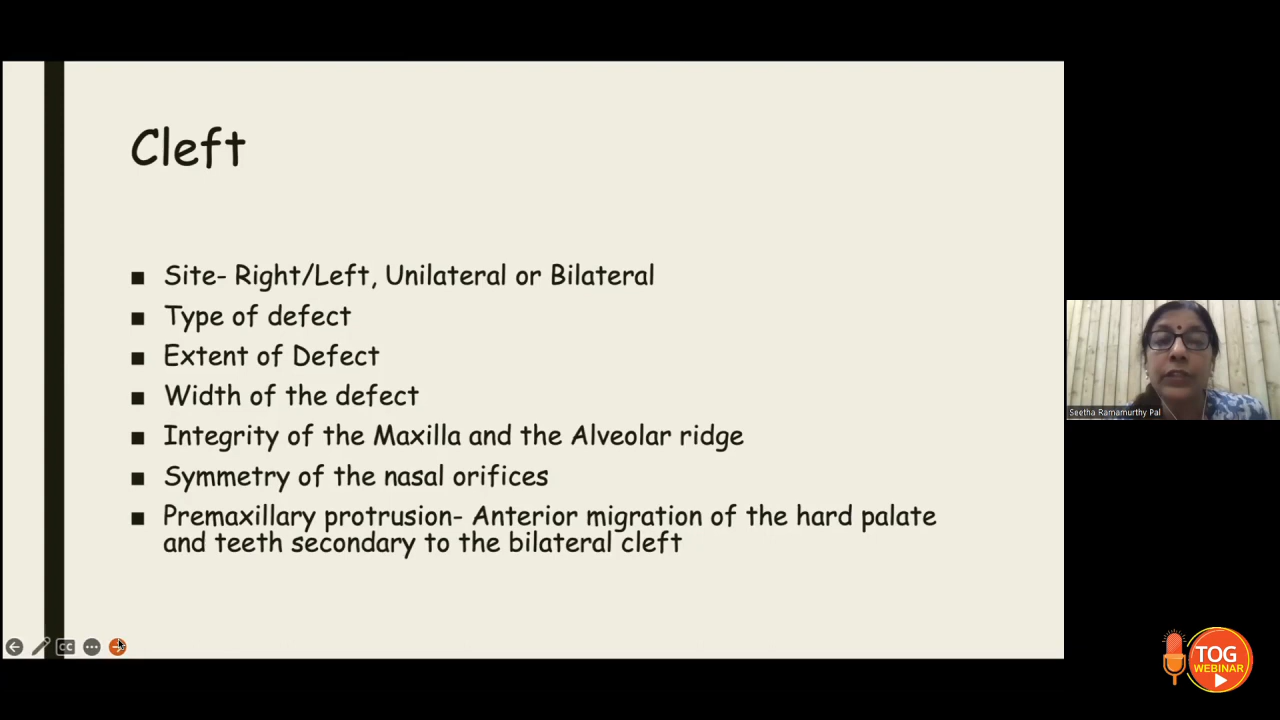 Cleft
Site- Right/Left, Unilateral or Bilateral
Type of defect
Extent of Defect
Width of the defect
Integrity of the Maxilla and the Alveolar ridge
Symmetry of the nasal orifices
Premaxillary protrusion- Anterior migration of the hard palate
and teeth secondary to the bilateral cleft
CC
Seetha Ramamurthy Pal
TOG
WEBINAR